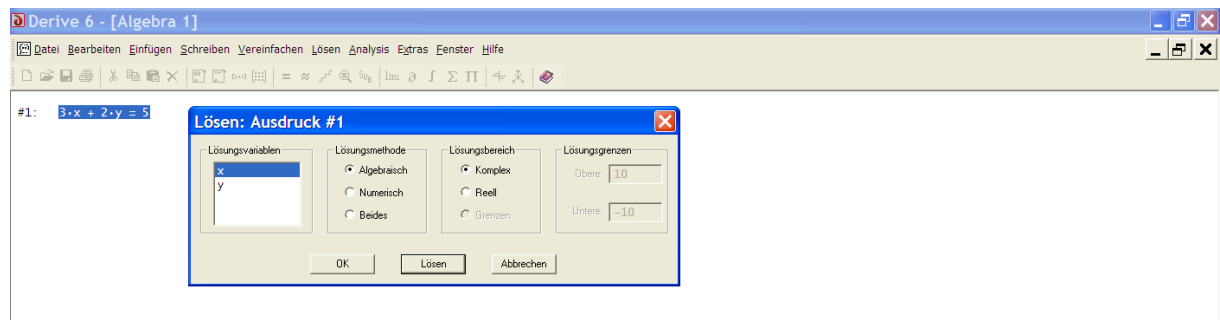 Derive 6 - [Algebra 1]
Datei Bearbeiten Einfügen Schreiben Vereinfachen Lösen Analysis Extras Fenster Hilfe
= ≈ SUB lim ∂ ∫ Σ Π
#1: 3·x + 2·y = 5
Lösen: Ausdruck #1
Lösungsvariablen Lösungsmethode Lösungsbereich Lösungsgrenzen
x Algebraisch Komplex Obere: 10
y Numerisch Reell
Beides Grenzen Untere: -10
OK Lösen Abbrechen